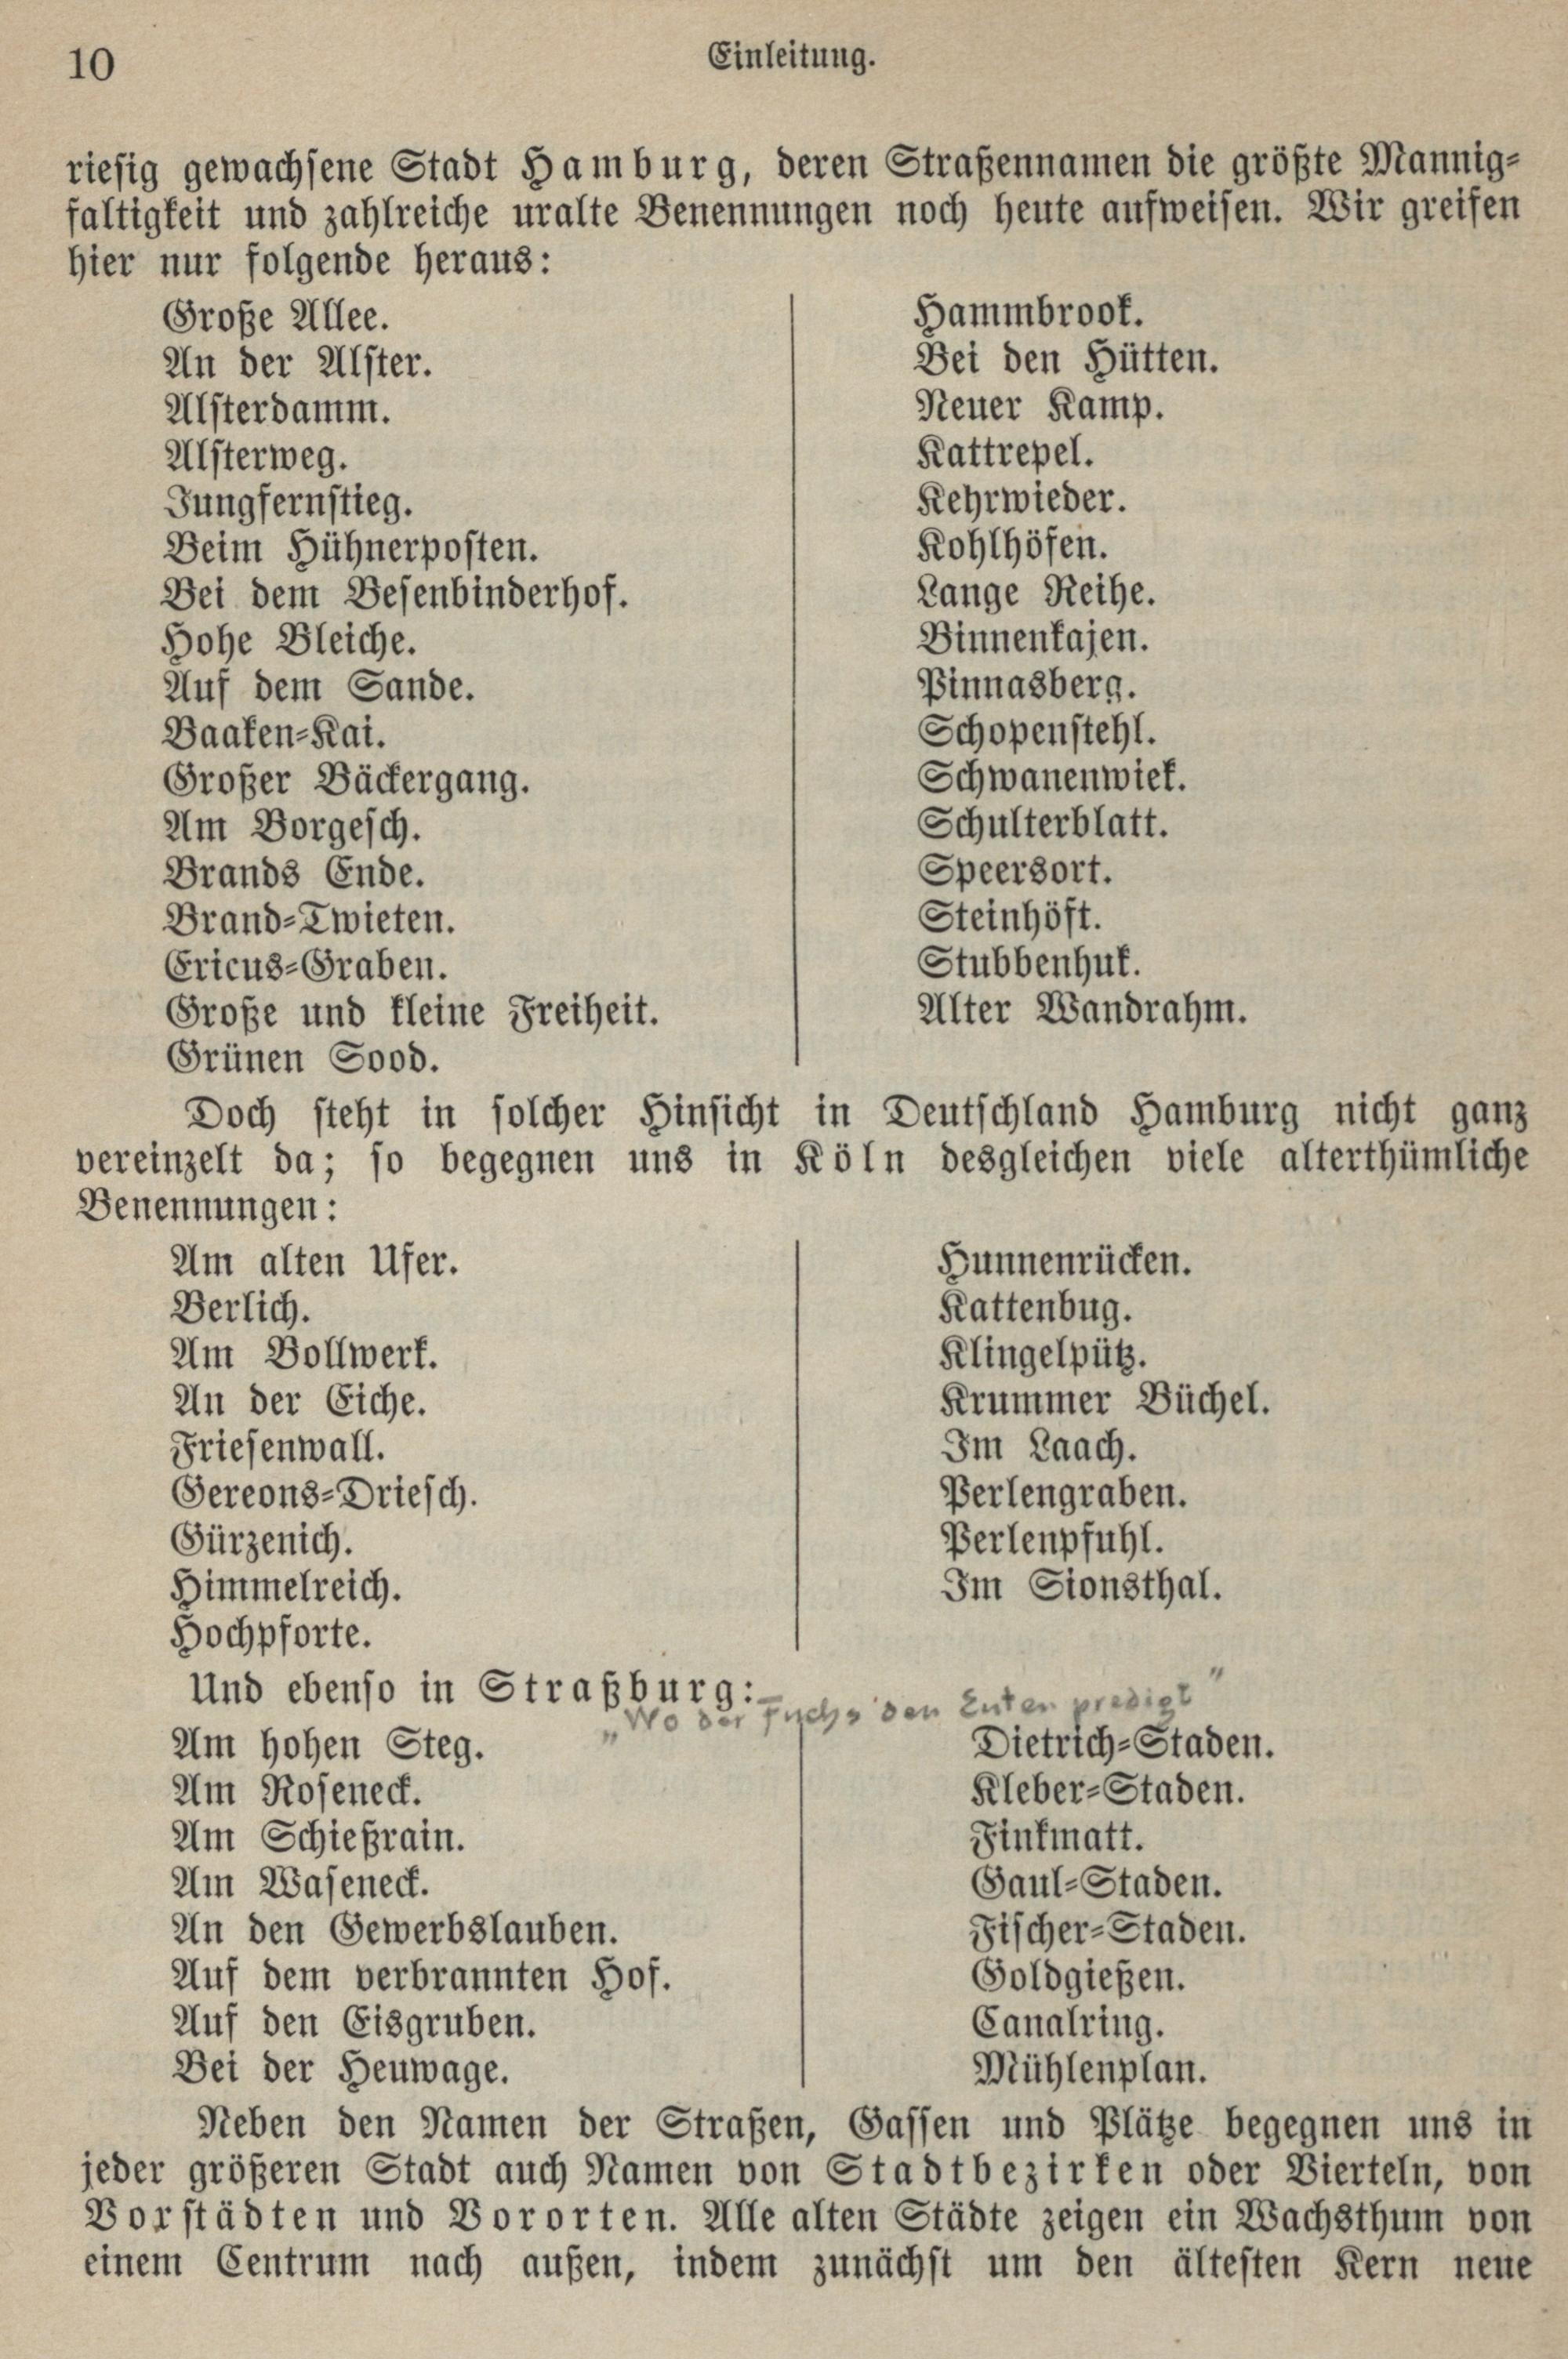 10
Einleitung.
riesig gewachsene Stadt Hamburg, deren Straßennamen die größte Mannig-
faltigkeit und zahlreiche uralte Benennungen noch heute aufweisen. Wir greifen
hier nur folgende heraus:
Große Allee.
An der Alster.
Alsterdamm.
Alsterweg.
Jungfernstieg.
Beim Hühnerposten.
Bei dem Besenbinderhof.
Hohe Bleiche.
Auf dem Sande.
Baaken-Kai.
Großer Bäckergang.
Am Borgesch.
Brands Ende.
Brand-Twieten.
Ericus-Graben.
Große und kleine Freiheit.
Grünen Sood.
Hammbrook.
Bei den Hütten.
Neuer Kamp.
Kattrepel.
Kehrwieder.
Kohlhöfen.
Lange Reihe.
Binnenkajen.
Pinnasberg.
Schopenstehl.
Schwanenwiek.
Schulterblatt.
Speersort.
Steinhöft.
Stubbenhuk.
Alter Wandrahm.
Doch steht in solcher Hinsicht in Deutschland Hamburg nicht ganz
vereinzelt da; so begegnen uns in Köln desgleichen viele alterthümliche
Benennungen:
Am alten Ufer.
Berlich.
Am Bollwerk.
An der Eiche.
Friesenwall.
Gereons-Driesch.
Gürzenich.
Himmelreich.
Hochpforte.
Hunnenrücken.
Kattenbug.
Klingelpütz.
Krummer Büchel.
Im Laach.
Perlengraben.
Perlenpfuhl.
Im Sionsthal.
Und ebenso in Straßburg:
„Wo der Fuchs den Enten predigt"
Am hohen Steg.
Am Roseneck.
Am Schießrain.
Am Waseneck.
An den Gewerbslauben.
Auf dem verbrannten Hof.
Auf den Eisgruben.
Bei der Heuwage.
Dietrich-Staden.
Kleber-Staden.
Finkmatt.
Gaul-Staden.
Fischer-Staden.
Goldgießen.
Canalring.
Mühlenplan.
Neben den Namen der Straßen, Gassen und Plätze begegnen uns in
jeder größeren Stadt auch Namen von Stadtbezirken oder Vierteln, von
Vorstädten und Vororten. Alle alten Städte zeigen ein Wachsthum von
einem Centrum nach außen, indem zunächst um den ältesten Kern neue